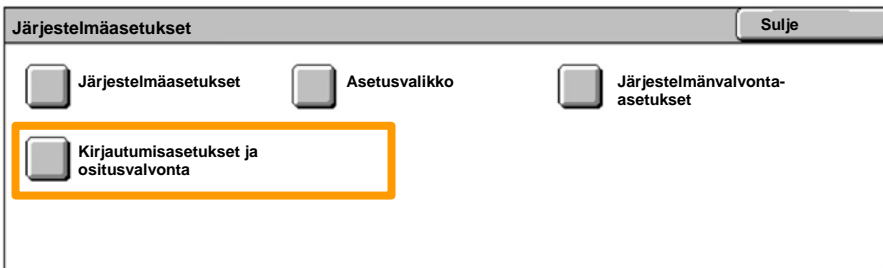 Järjestelmäasetukset
Sulje
Järjestelmäasetukset
Asetusvalikko
Järjestelmänvalvonta-
asetukset
Kirjautumisasetukset ja
ositusvalvonta